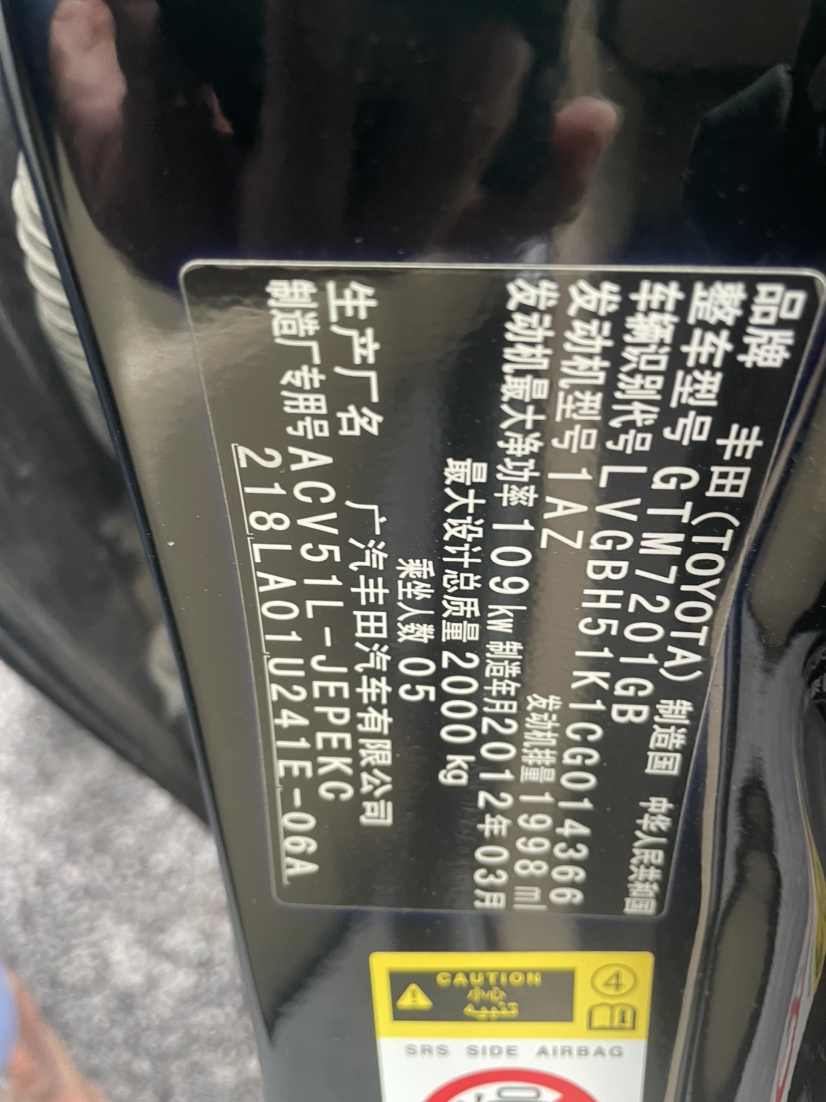 品牌 丰田(TOYOTA) 制造国 中华人民共和国
整车型号 GTM7201GB
车辆识别代号 LVGBH51K1CG014366
发动机型号 1AZ 发动机排量 1998 ml
发动机最大净功率 109 kw 制造年月 2012年03月
最大设计总质量 2000 kg
乘坐人数 05
生产厂名 广汽丰田汽车有限公司
制造厂专用号 ACV51L-JEPEKC
218LA01U241E-06A
CAUTION ④
小心
SRS SIDE AIRBAG